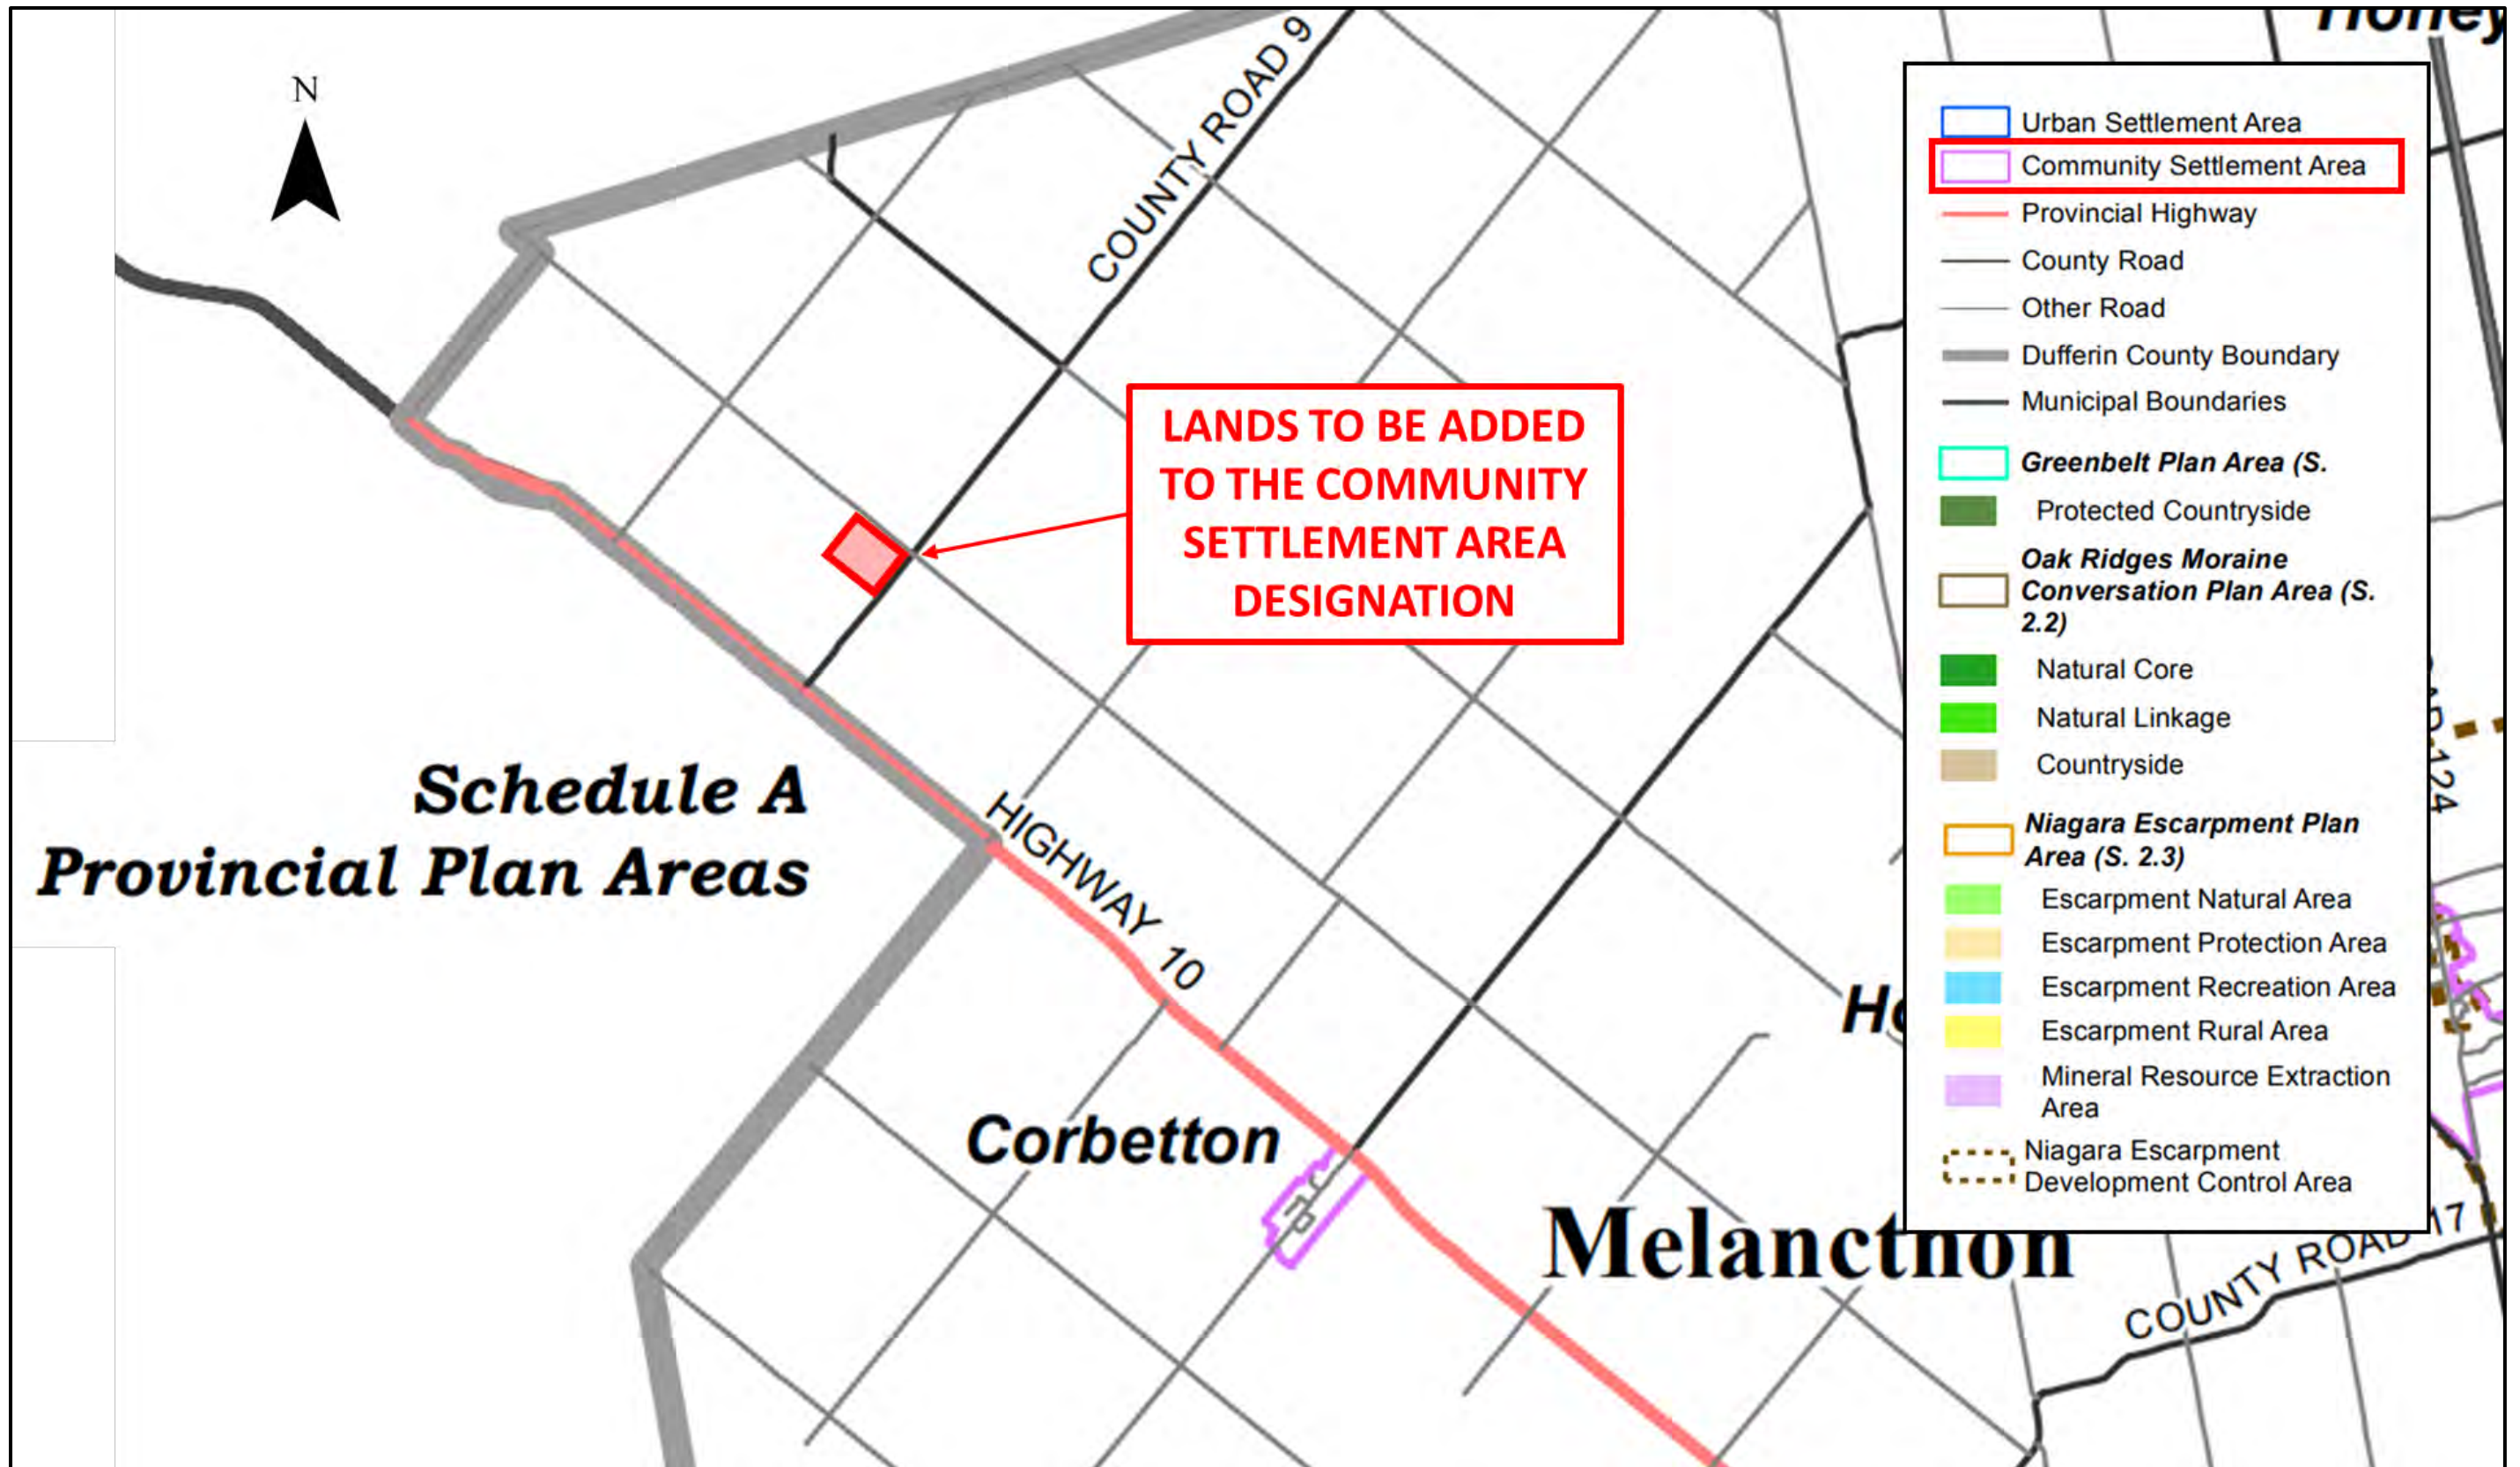 N
COUNTY ROAD 9
LANDS TO BE ADDED
TO THE COMMUNITY
SETTLEMENT AREA
DESIGNATION
Schedule A
Provincial Plan Areas
HIGHWAY 10
Corbetton
Melancthon
COUNTY ROAD 17
124
Urban Settlement Area
Community Settlement Area
Provincial Highway
County Road
Other Road
Dufferin County Boundary
Municipal Boundaries
Greenbelt Plan Area (S.
Protected Countryside
Oak Ridges Moraine
Conversation Plan Area (S.
2.2)
Natural Core
Natural Linkage
Countryside
Niagara Escarpment Plan
Area (S. 2.3)
Escarpment Natural Area
Escarpment Protection Area
Escarpment Recreation Area
Escarpment Rural Area
Mineral Resource Extraction
Area
Niagara Escarpment
Development Control Area